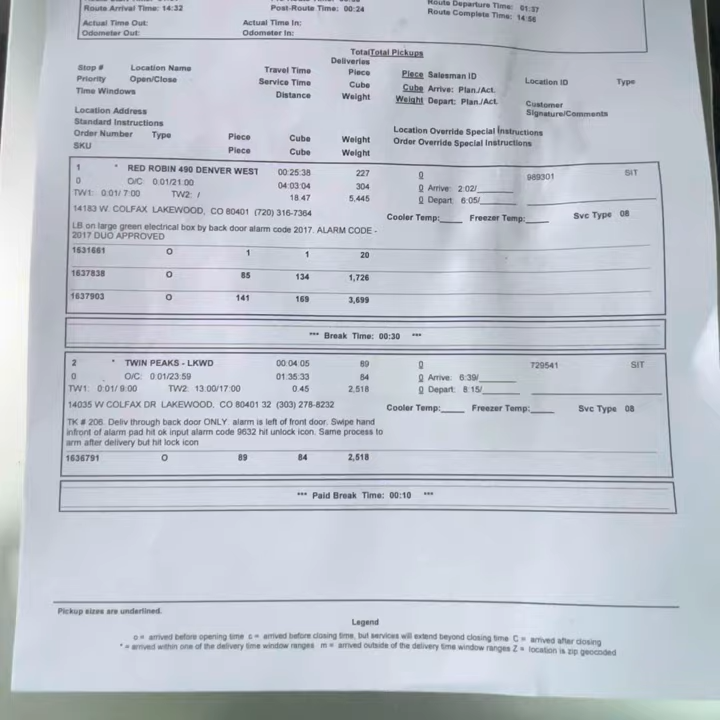 Route Arrival Time: 14:32 Post-Route Time: 00:24 Route Departure Time: 01:37
Route Complete Time: 14:56
Actual Time Out: Actual Time In:
Odometer Out: Odometer In:
Total Total Pickups
Deliveries
Stop # Location Name Travel Time Piece Piece Salesman ID Location ID Type
Priority Open/Close Service Time Cube Cube Arrive: Plan./Act.
Time Windows Distance Weight Weight Depart: Plan./Act. Customer
Signature/Comments
Location Address
Standard Instructions Location Override Special Instructions
Order Number Type Piece Cube Weight Order Override Special Instructions
SKU Piece Cube Weight
1 * RED ROBIN 490 DENVER WEST 00:25:38 227 0 989301 SIT
0 O/C: 0:01/21:00 04:03:04 304 0 Arrive: 2:02/
TW1: 0:01/ 7:00 TW2: / 18.47 5,445 0 Depart: 6:05/
14183 W. COLFAX LAKEWOOD, CO 80401 (720) 316-7364 Cooler Temp: Freezer Temp: Svc Type 08
LB on large green electrical box by back door alarm code 2017. ALARM CODE -
2017 DUO APPROVED
1631681 O 1 1 20
1637838 O 85 134 1,726
1637903 O 141 169 3,699
*** Break Time: 00:30 ***
2 * TWIN PEAKS - LKWD 00:04:05 89 0 729541 SIT
0 O/C: 0:01/23:59 01:35:33 84 0 Arrive: 6:39/
TW1: 0:01/ 9:00 TW2: 13:00/17:00 0.45 2,518 0 Depart: 8:15/
14035 W COLFAX DR LAKEWOOD, CO 80401 32 (303) 278-8232 Cooler Temp: Freezer Temp: Svc Type 08
TK # 206. Deliv through back door ONLY alarm is left of front door. Swipe hand
infront of alarm pad hit ok input alarm code 9632 hit unlock icon. Same process to
arm after delivery but hit lock icon
1636791 O 89 84 2,518
*** Paid Break Time: 00:10 ***
Pickup sizes are underlined.
Legend
o = arrived before opening time c = arrived before closing time, but services will extend beyond closing time C = arrived after closing
* = arrived within one of the delivery time window ranges m = arrived outside of the delivery time window ranges Z = location is zip geocoded